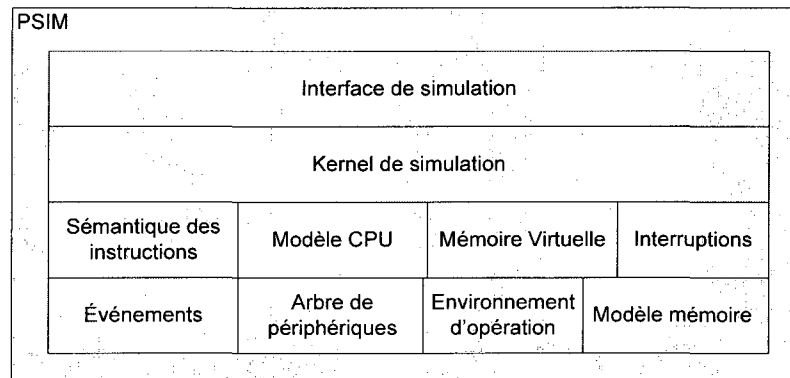 PSIM
Interface de simulation
Kernel de simulation
Sémantique des
instructions
Modèle CPU
Mémoire Virtuelle
Interruptions
Événements
Arbre de
périphériques
Environnement
d'opération
Modèle mémoire